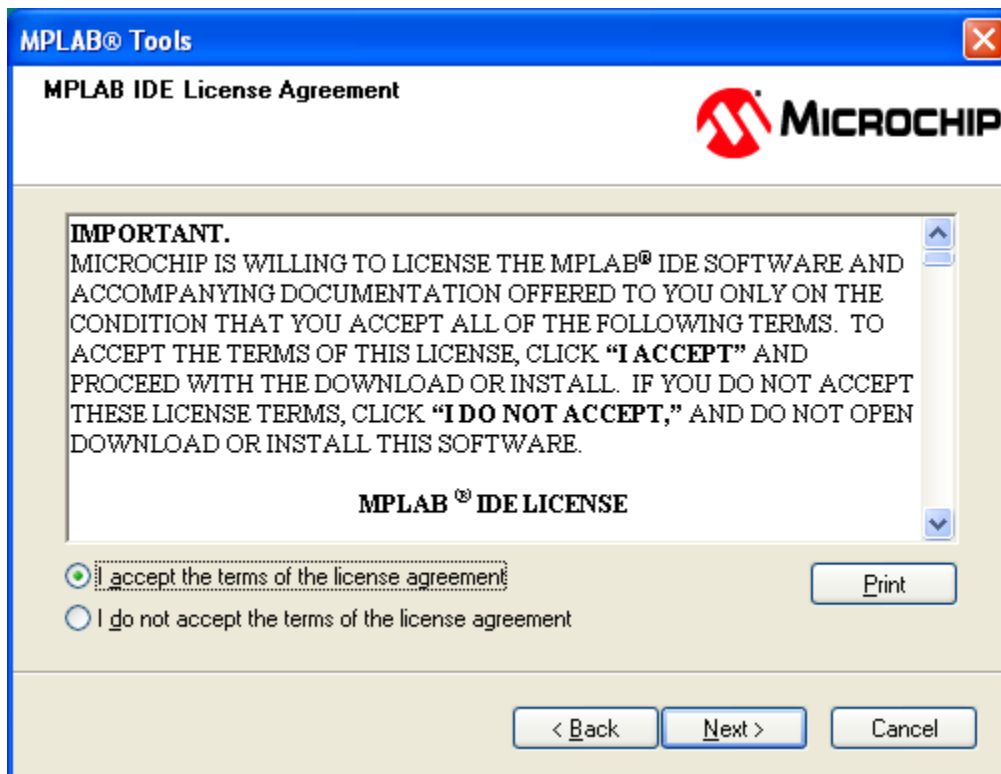 MPLAB® Tools
MPLAB IDE License Agreement
MICROCHIP
IMPORTANT.
MICROCHIP IS WILLING TO LICENSE THE MPLAB® IDE SOFTWARE AND
ACCOMPANYING DOCUMENTATION OFFERED TO YOU ONLY ON THE
CONDITION THAT YOU ACCEPT ALL OF THE FOLLOWING TERMS.  TO
ACCEPT THE TERMS OF THIS LICENSE, CLICK “I ACCEPT” AND
PROCEED WITH THE DOWNLOAD OR INSTALL.  IF YOU DO NOT ACCEPT
THESE LICENSE TERMS, CLICK “I DO NOT ACCEPT,” AND DO NOT OPEN
DOWNLOAD OR INSTALL THIS SOFTWARE.
MPLAB ® IDE LICENSE
I accept the terms of the license agreement
Print
I do not accept the terms of the license agreement
< Back Next > Cancel